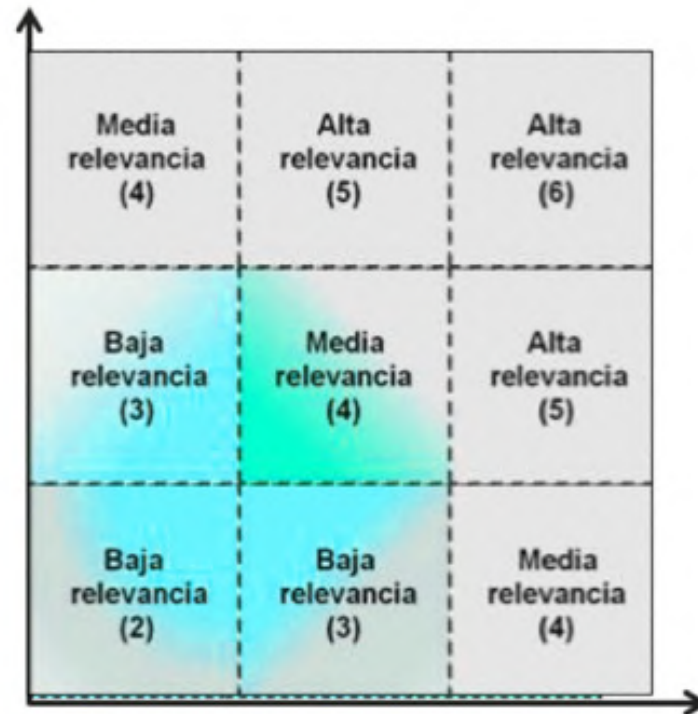 Media
relevancia
(4)
Alta
relevancia
(5)
Alta
relevancia
(6)
Baja
relevancia
(3)
Media
relevancia
(4)
Alta
relevancia
(5)
Baja
relevancia
(2)
Baja
relevancia
(3)
Media
relevancia
(4)